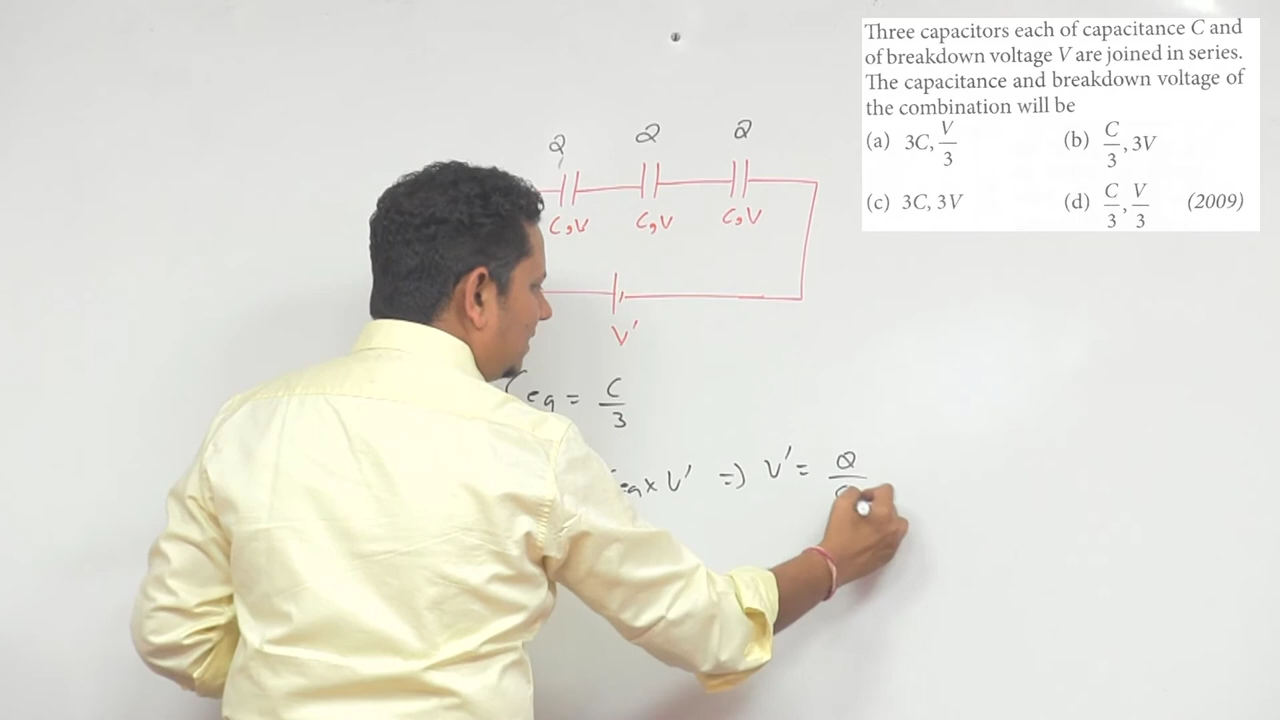 Three capacitors each of capacitance C and
of breakdown voltage V are joined in series.
The capacitance and breakdown voltage of
the combination will be
(a) 3C, V/3 (b) C/3, 3V
(c) 3C, 3V (d) C/3, V/3 (2009)
Q Q Q
C,V C,V C,V
V'
Ceq = C/3
eq x V' => V' = Q/